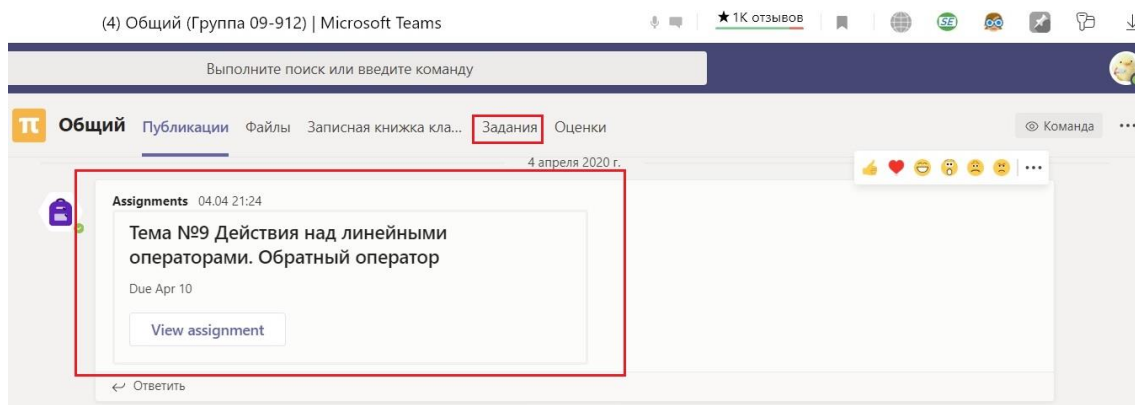 (4) Общий (Группа 09-912) | Microsoft Teams ★ 1К отзывов SE
Выполните поиск или введите команду
π Общий Публикации Файлы Записная книжка кла... Задания Оценки Команда ...
4 апреля 2020 г.
Assignments 04.04 21:24
Тема №9 Действия над линейными
операторами. Обратный оператор
Due Apr 10
View assignment
Ответить